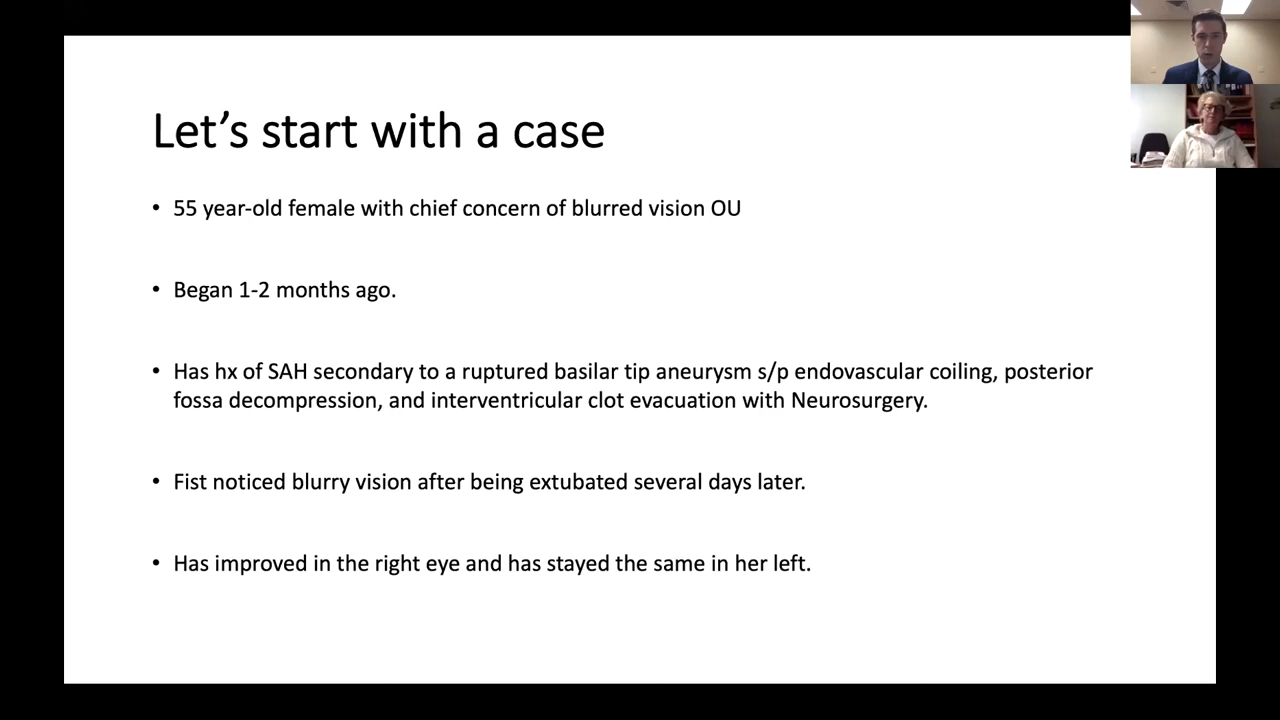 Let’s start with a case
• 55 year-old female with chief concern of blurred vision OU
• Began 1-2 months ago.
• Has hx of SAH secondary to a ruptured basilar tip aneurysm s/p endovascular coiling, posterior
fossa decompression, and interventricular clot evacuation with Neurosurgery.
• Fist noticed blurry vision after being extubated several days later.
• Has improved in the right eye and has stayed the same in her left.